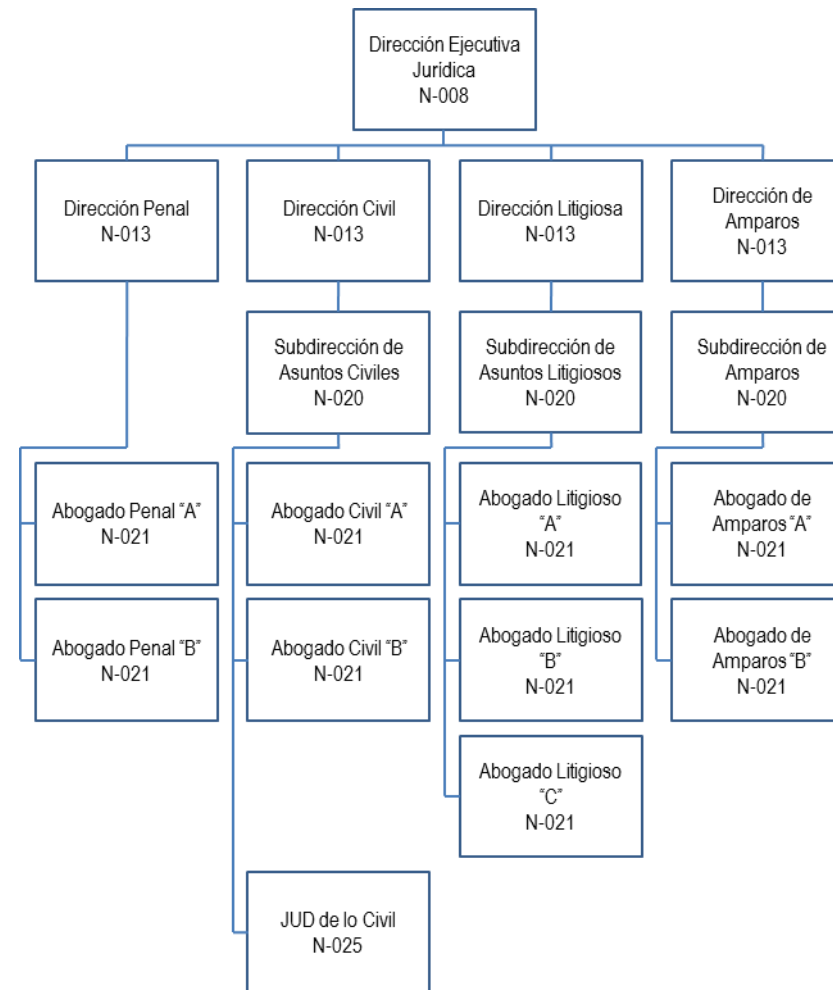 Dirección Ejecutiva
Jurídica
N-008
Dirección Penal
N-013
Dirección Civil
N-013
Dirección Litigiosa
N-013
Dirección de
Amparos
N-013
Subdirección de
Asuntos Civiles
N-020
Subdirección de
Asuntos Litigiosos
N-020
Subdirección de
Amparos
N-020
Abogado Penal “A”
N-021
Abogado Civil “A”
N-021
Abogado Litigioso
“A”
N-021
Abogado de
Amparos “A”
N-021
Abogado Penal “B”
N-021
Abogado Civil “B”
N-021
Abogado Litigioso
“B”
N-021
Abogado de
Amparos “B”
N-021
Abogado Litigioso
“C”
N-021
JUD de lo Civil
N-025